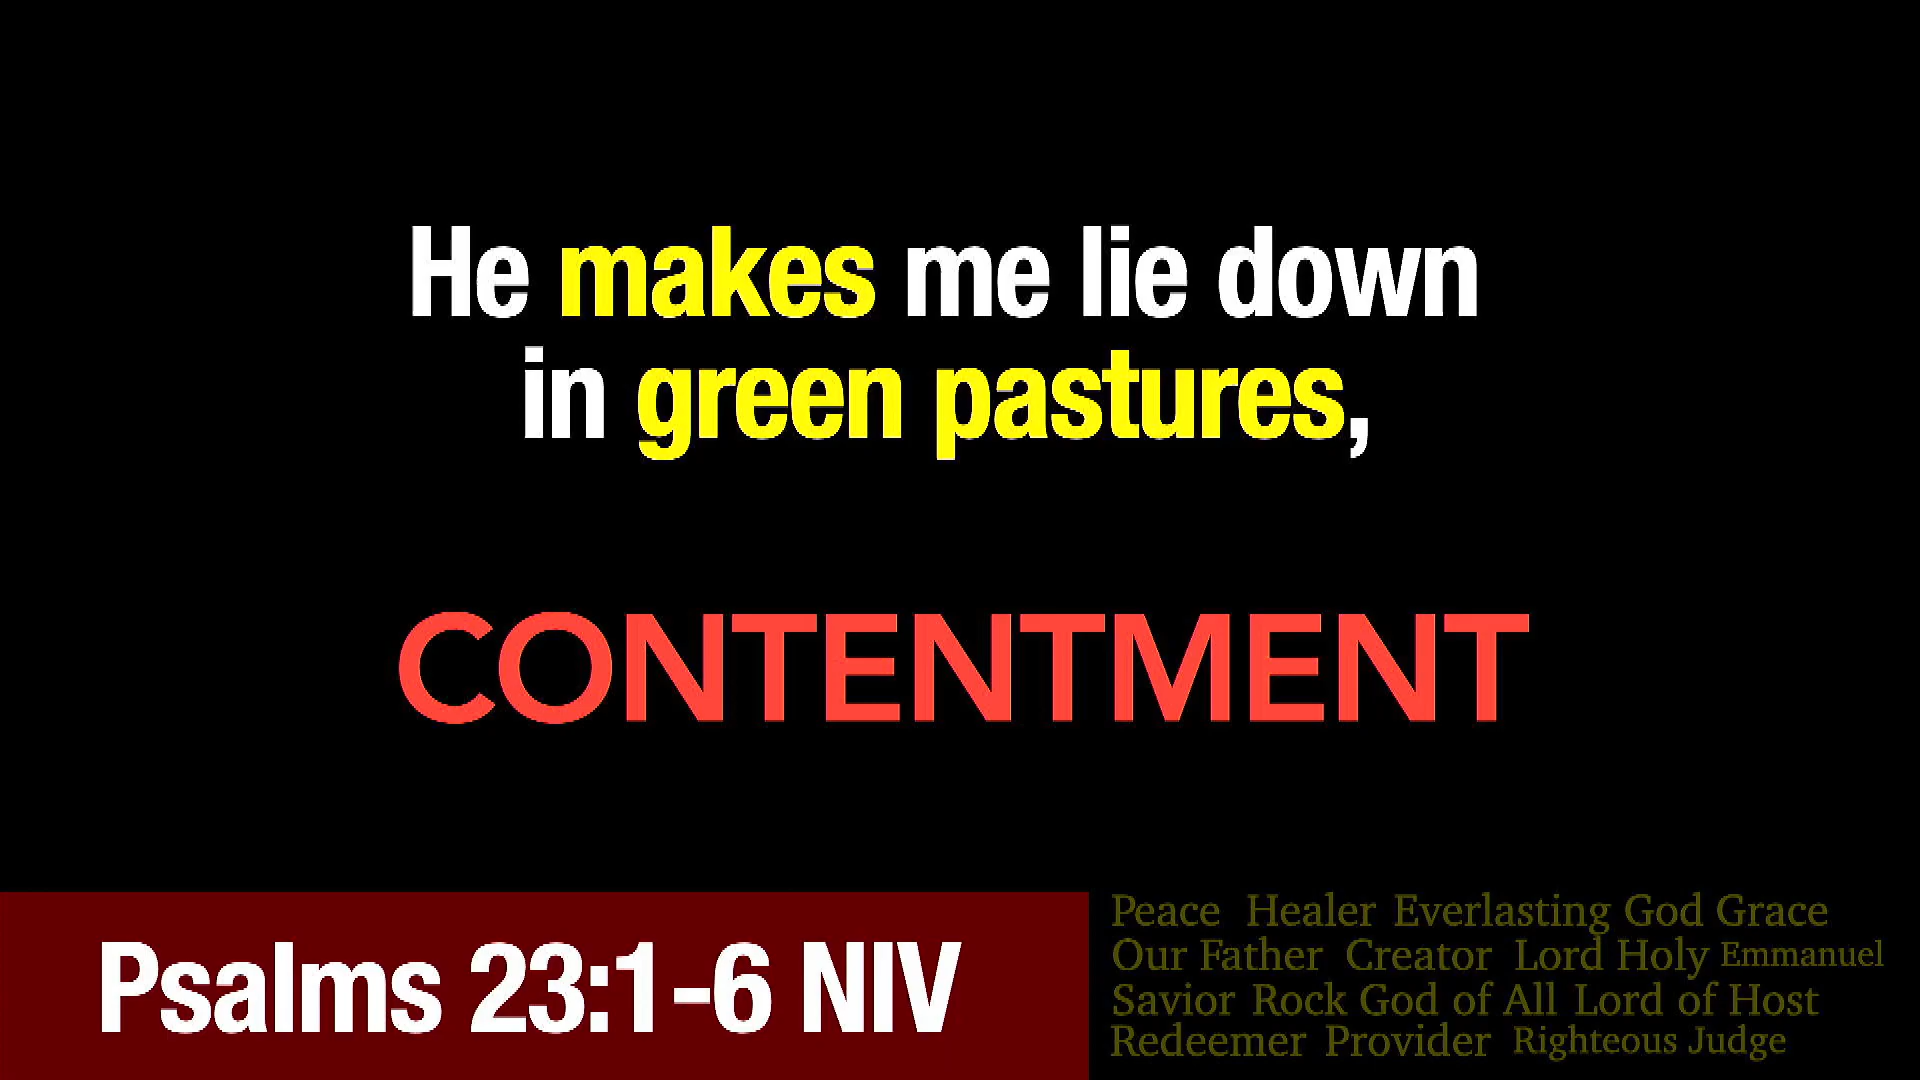 He makes me lie down
in green pastures,
CONTENTMENT
Psalms 23:1-6 NIV
Peace Healer Everlasting God Grace
Our Father Creator Lord Holy Emmanuel
Savior Rock God of All Lord of Host
Redeemer Provider Righteous Judge